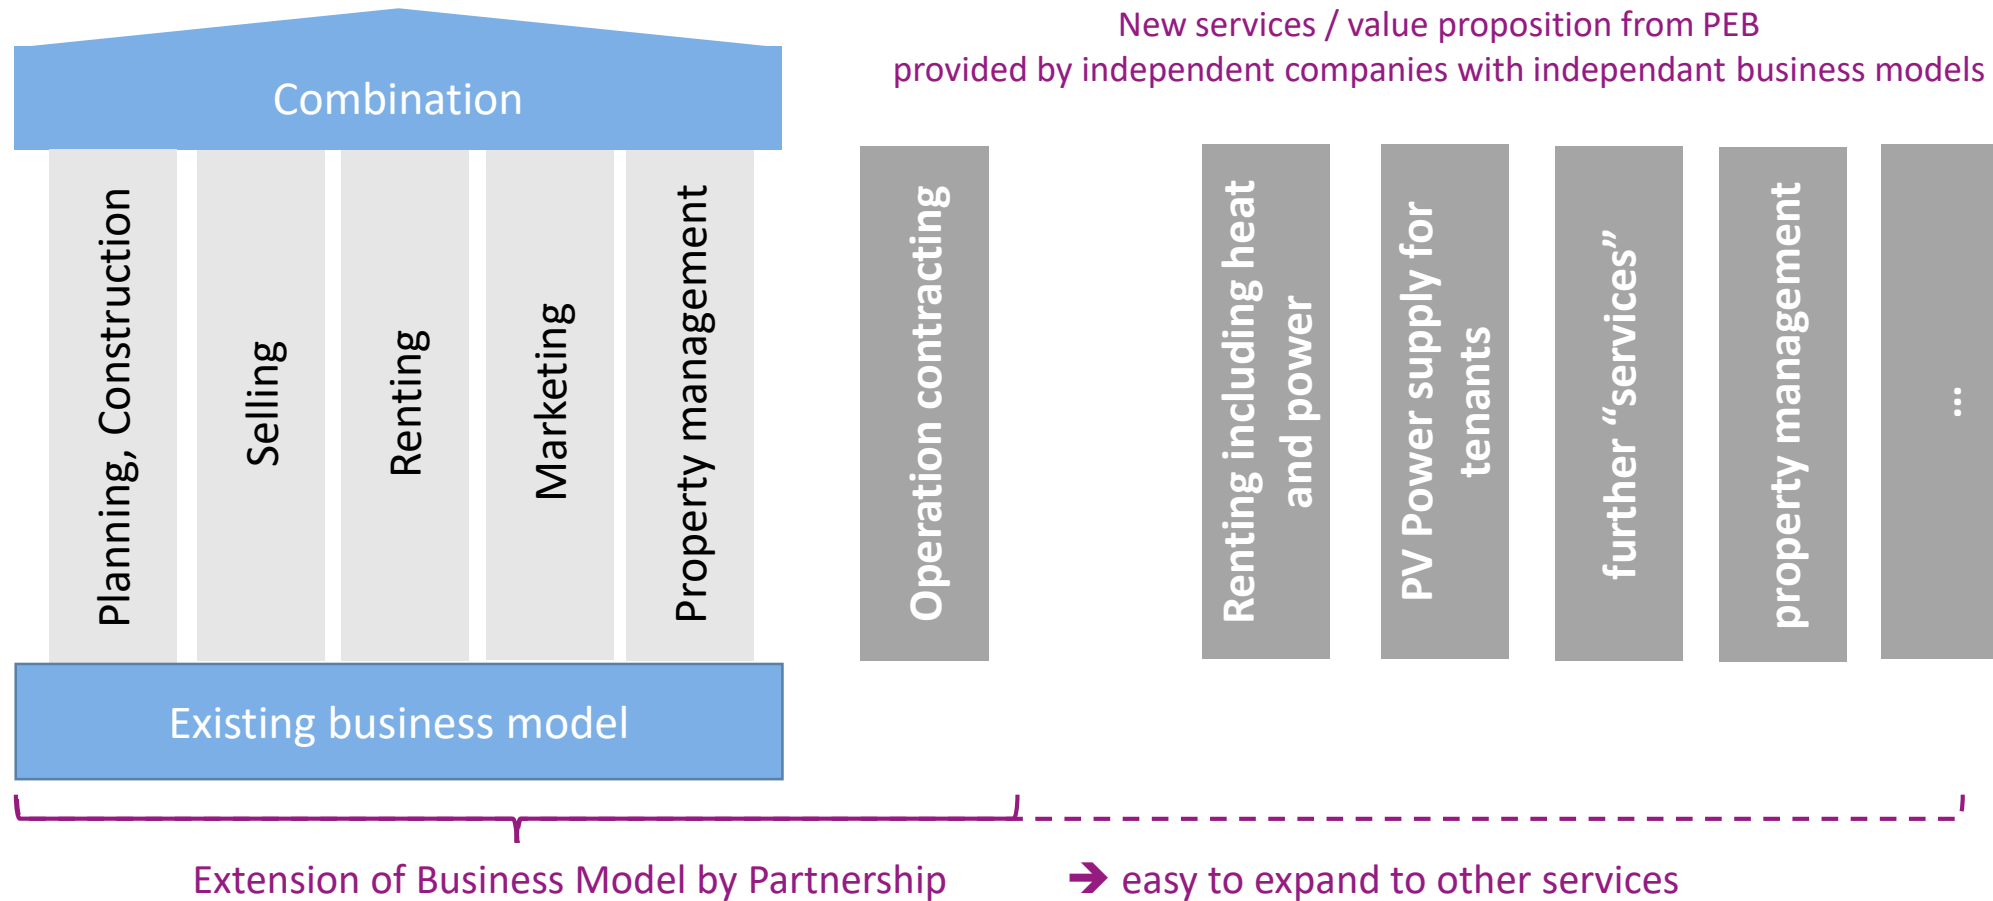 New services / value proposition from PEB
provided by independent companies with independant business models
Combination
Planning, Construction
Selling
Renting
Marketing
Property management
Operation contracting
Renting including heat
and power
PV Power supply for
tenants
further “services”
property management
...
Existing business model
Extension of Business Model by Partnership
➔ easy to expand to other services